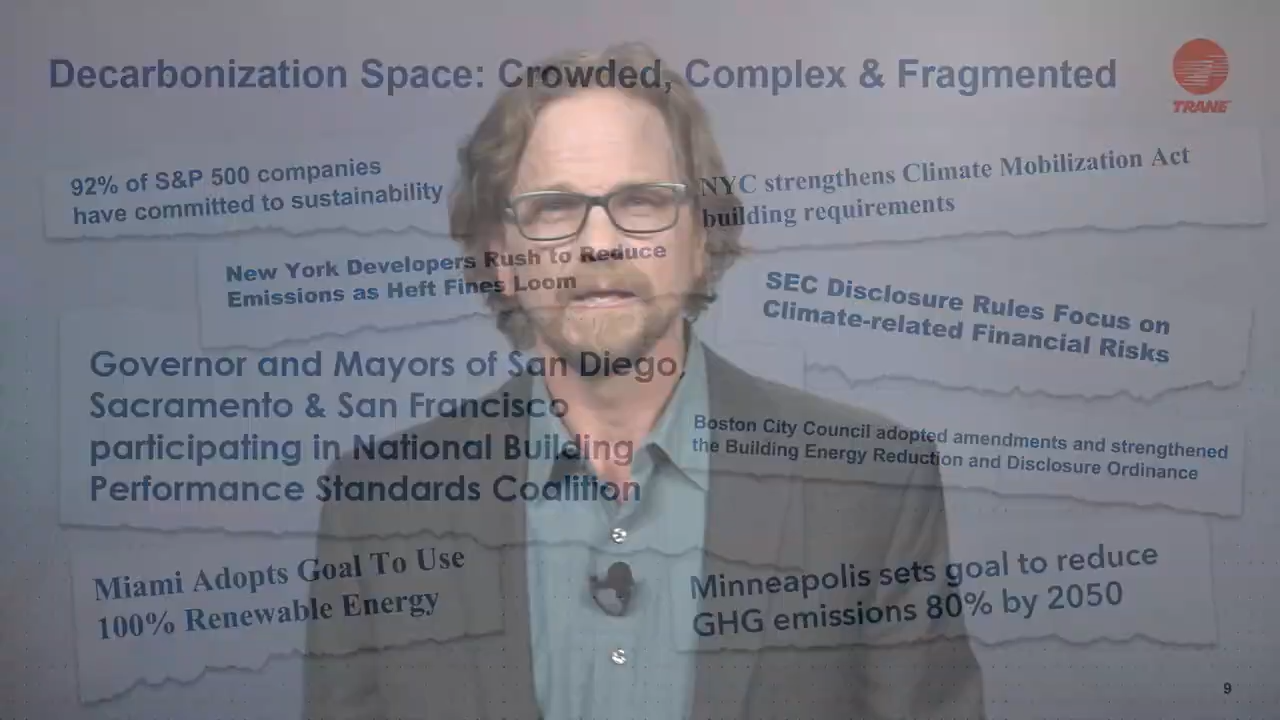 Decarbonization Space: Crowded, Complex & Fragmented
TRANE
92% of S&P 500 companies
have committed to sustainability
NYC strengthens Climate Mobilization Act
building requirements
New York Developers Rush to Reduce
Emissions as Heft Fines Loom
SEC Disclosure Rules Focus on
Climate-related Financial Risks
Governor and Mayors of San Diego,
Sacramento & San Francisco
participating in National Building
Performance Standards Coalition
Boston City Council adopted amendments and strengthened
the Building Energy Reduction and Disclosure Ordinance
Miami Adopts Goal To Use
100% Renewable Energy
Minneapolis sets goal to reduce
GHG emissions 80% by 2050
9